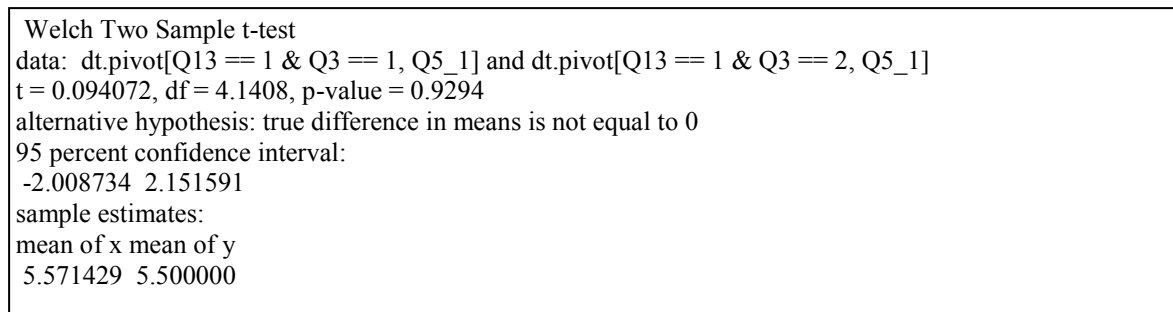 Welch Two Sample t-test
data: dt.pivot[Q13 == 1 & Q3 == 1, Q5_1] and dt.pivot[Q13 == 1 & Q3 == 2, Q5_1]
t = 0.094072, df = 4.1408, p-value = 0.9294
alternative hypothesis: true difference in means is not equal to 0
95 percent confidence interval:
-2.008734 2.151591
sample estimates:
mean of x mean of y
5.571429 5.500000